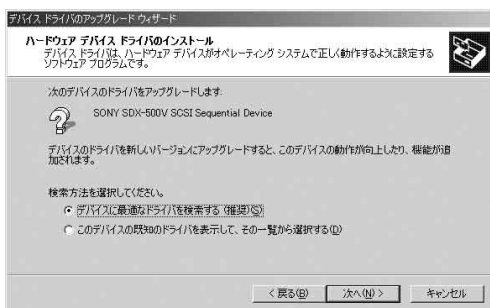 デバイス ドライバのアップグレード ウィザード
ハードウェア デバイス ドライバのインストール
デバイス ドライバは、ハードウェア デバイスがオペレーティング システムで正しく動作するように設定する
ソフトウェア プログラムです。
次のデバイスのドライバをアップグレードします:
SONY SDX-500V SCSI Sequential Device
デバイスのドライバを新しいバージョンにアップグレードすると、このデバイスの動作が向上したり、機能が追
加されます。
検索方法を選択してください。
デバイスに最適なドライバを検索する (推奨)(S)
このデバイスの既知のドライバを表示して、その一覧から選択する(D)
< 戻る(B)
次へ(N) >
キャンセル